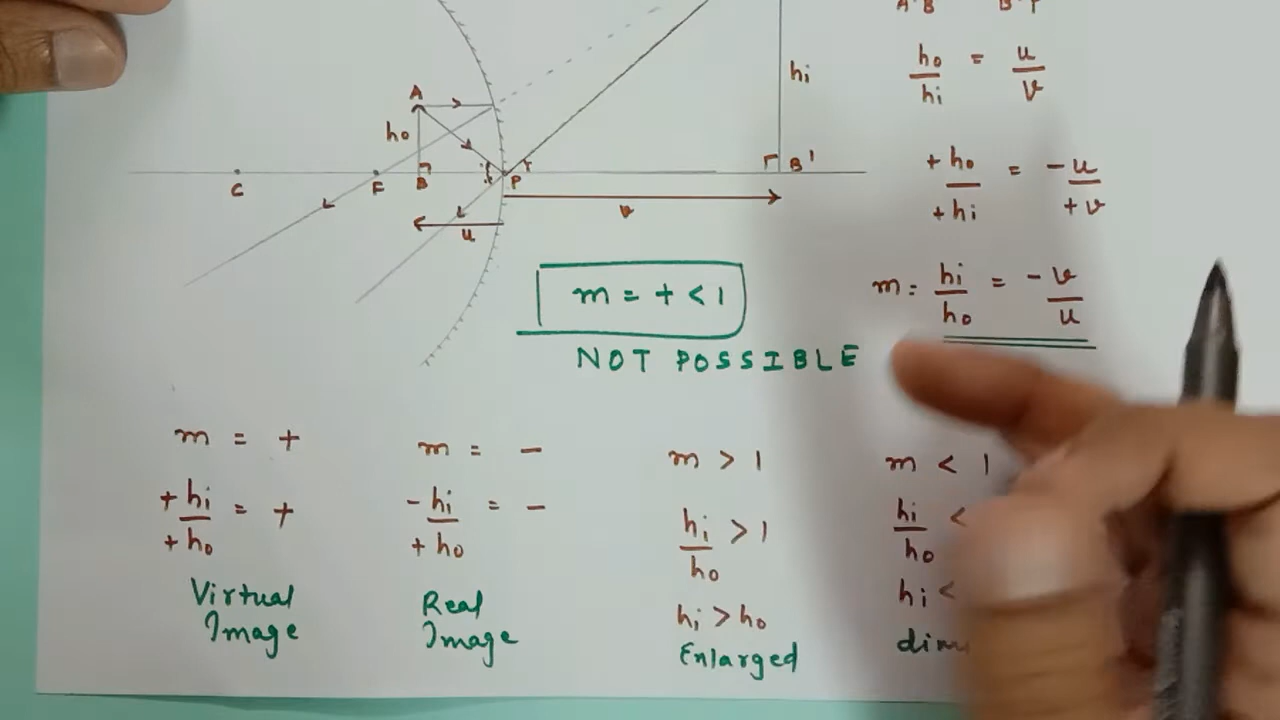 A'B' B'P
ho/hi = u/v
A
hi
ho
+ho/+hi = -u/+v
C F B P i r B'
u
v
m = + < 1
m = hi/ho = -v/u
NOT POSSIBLE
m = +
+hi/+ho = +
Virtual
Image
m = -
-hi/+ho = -
Real
Image
m > 1
hi/ho > 1
hi > ho
Enlarged
m < 1
hi/ho <
hi <